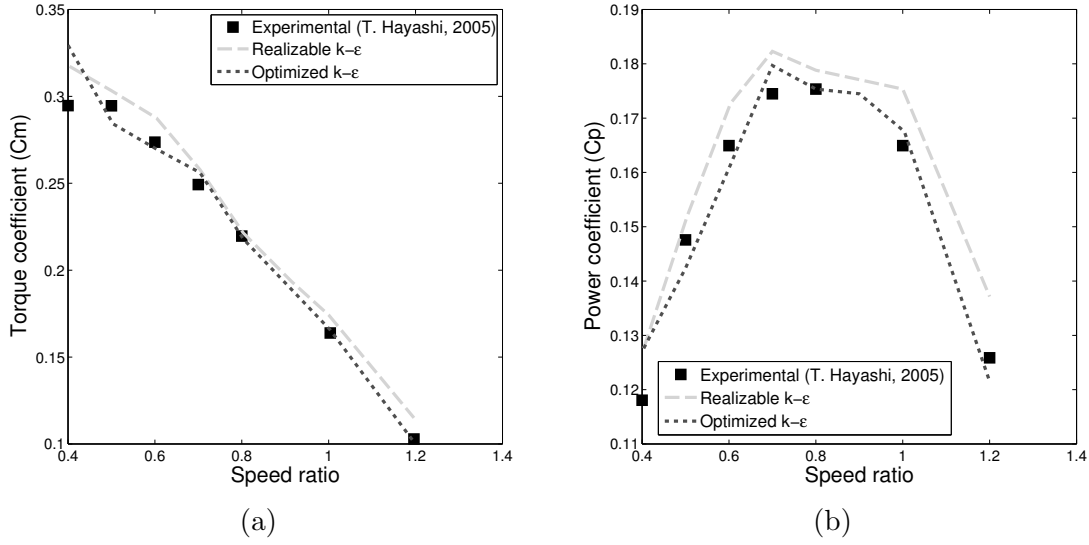 0.35
0.3
0.25
0.2
0.15
0.1
Torque coefficient (Cm)
Experimental (T. Hayashi, 2005)
Realizable k−ε
Optimized k−ε
0.4 0.6 0.8 1 1.2 1.4
Speed ratio
(a)
0.19
0.18
0.17
0.16
0.15
0.14
0.13
0.12
0.11
Power coefficient (Cp)
Experimental (T. Hayashi, 2005)
Realizable k−ε
Optimized k−ε
0.4 0.6 0.8 1 1.2 1.4
Speed ratio
(b)